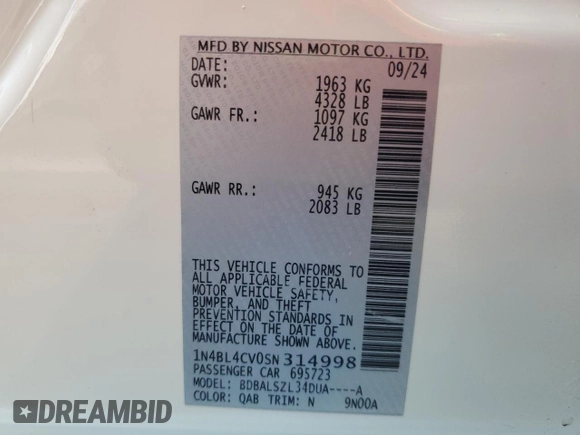 MFD BY NISSAN MOTOR CO., LTD.
DATE: 09/24
GVWR: 1963 KG
4328 LB
GAWR FR.: 1097 KG
2418 LB
GAWR RR.: 945 KG
2083 LB
THIS VEHICLE CONFORMS TO
ALL APPLICABLE FEDERAL
MOTOR VEHICLE SAFETY,
BUMPER, AND THEFT
PREVENTION STANDARDS IN
EFFECT ON THE DATE OF
MANUFACTURE SHOWN ABOVE.
1N4BL4CV0SN314998
PASSENGER CAR 695723
MODEL: BDBALSZL34DUA----A
COLOR: QAB TRIM: N 9N00A
DREAMBID
DREAMBID